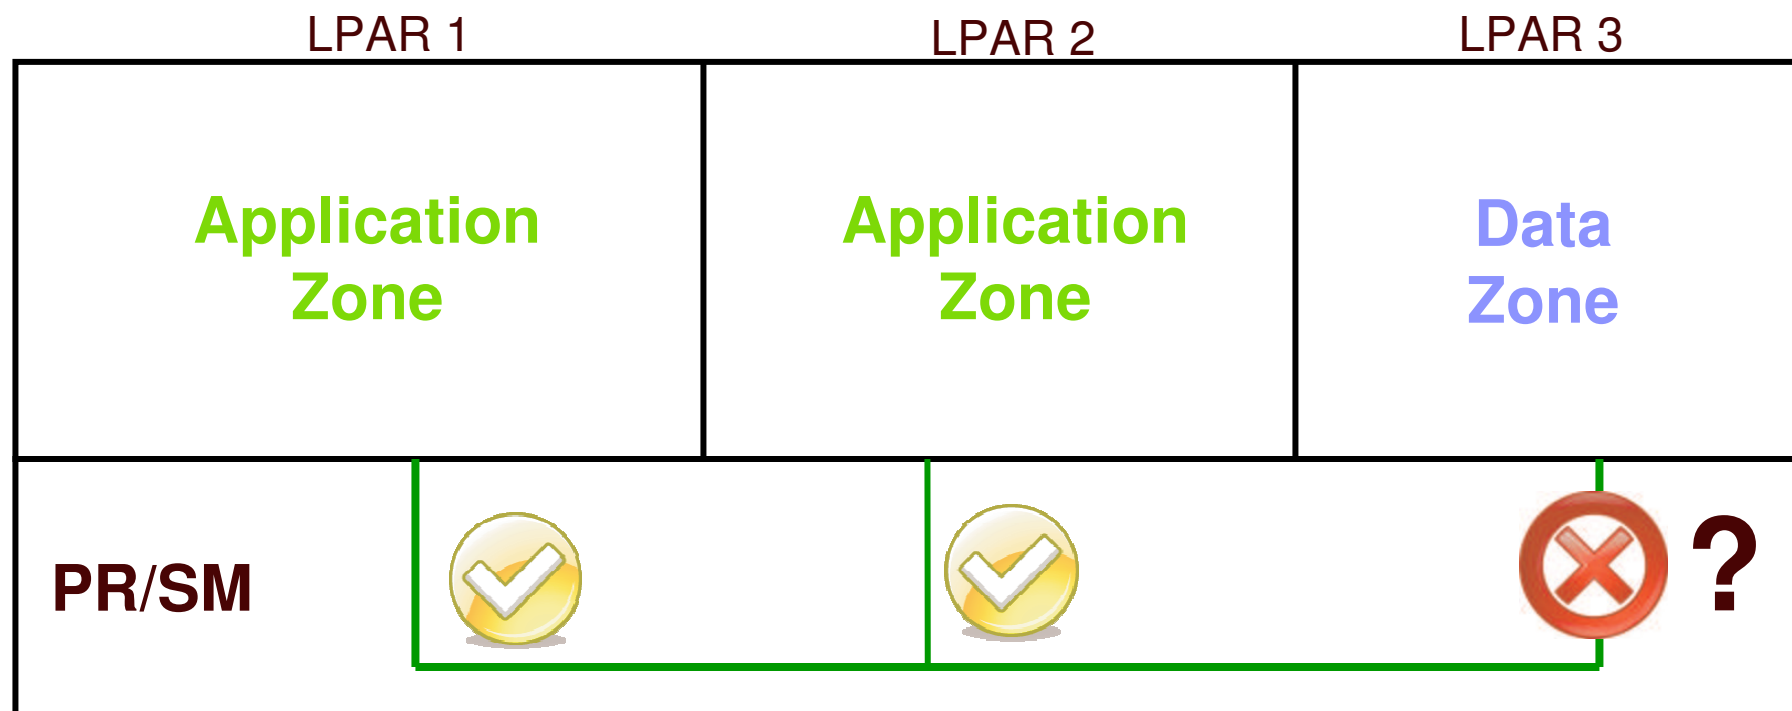 LPAR 1
LPAR 2
LPAR 3
Application
Zone
Application
Zone
Data
Zone
PR/SM
?